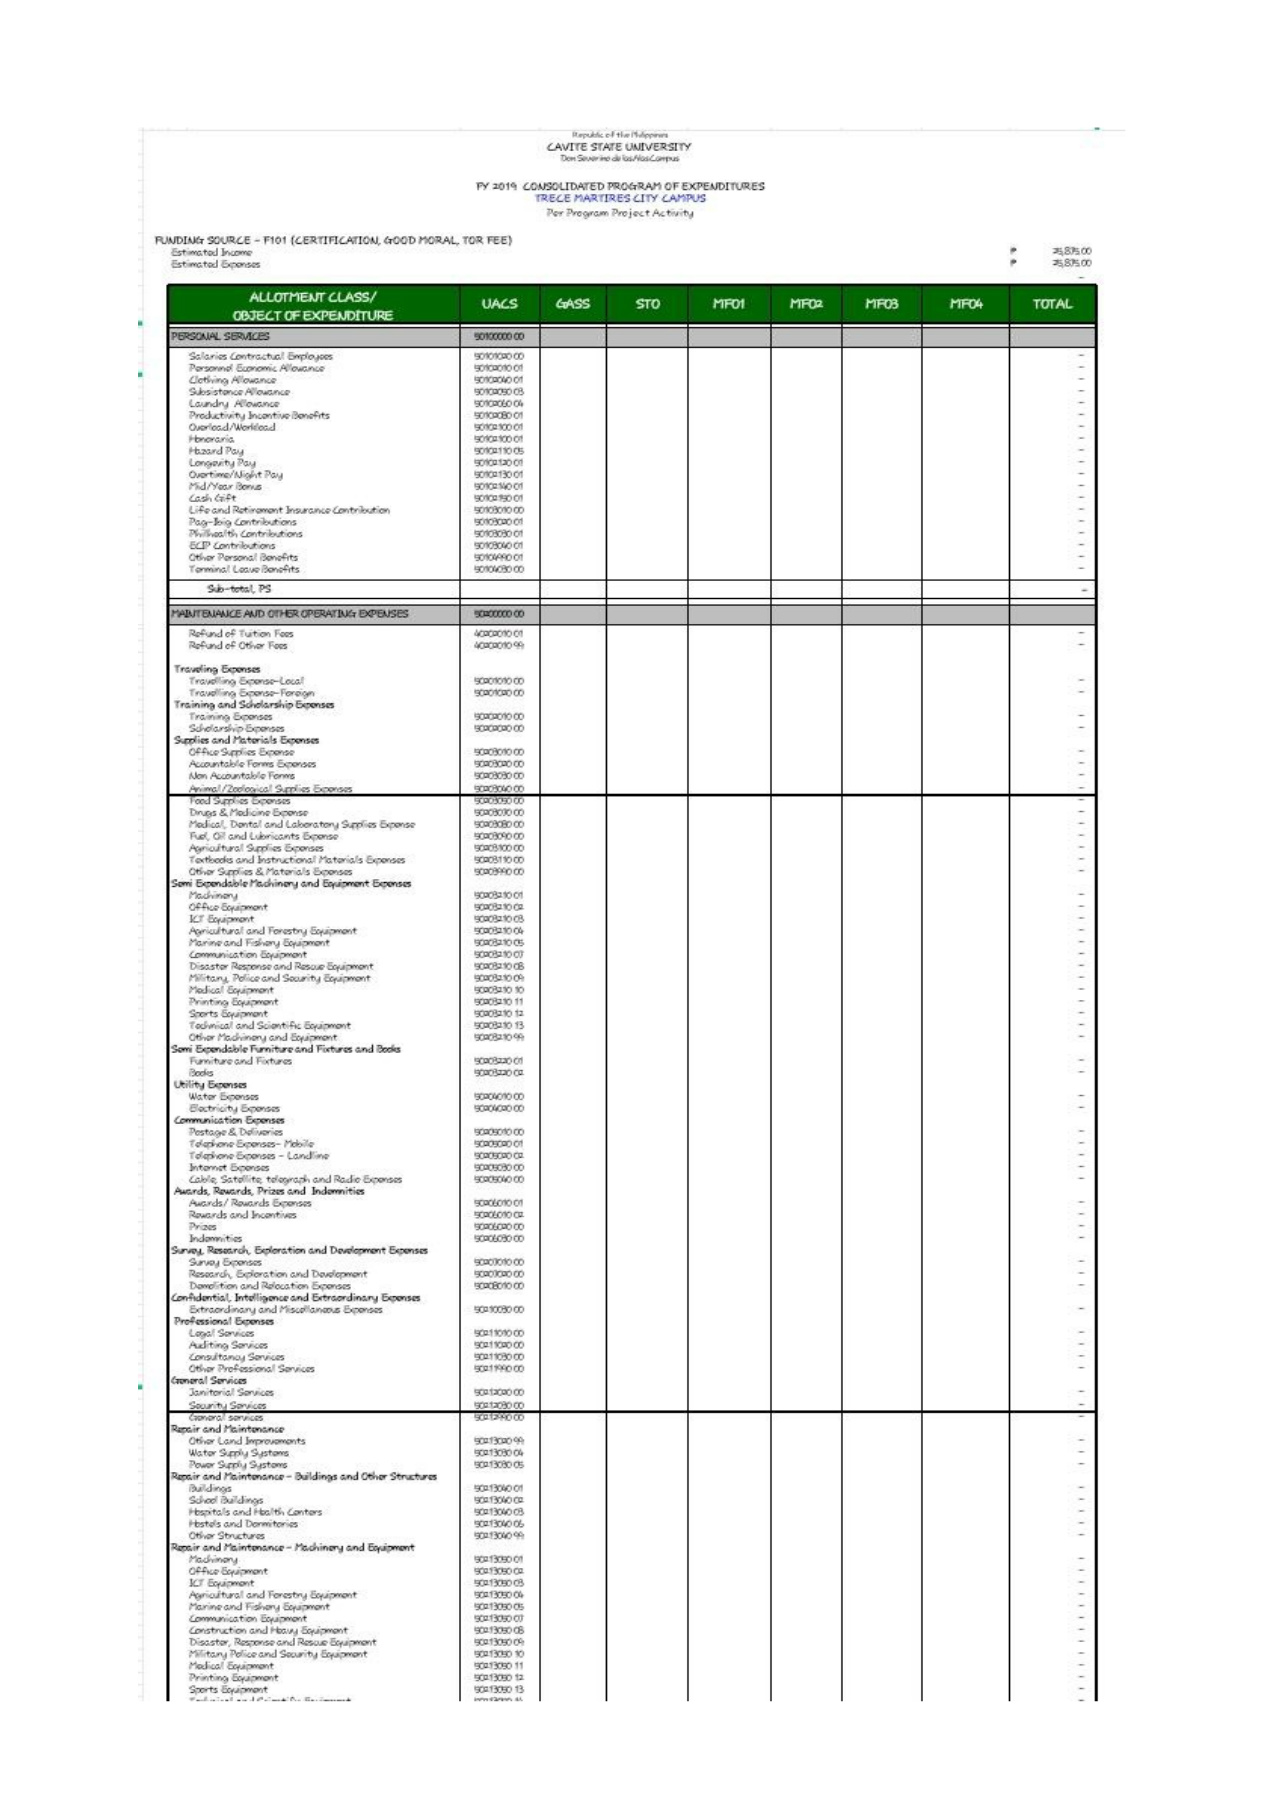 Republic of the Philippines
CAVITE STATE UNIVERSITY
Don Severino de las Alas Campus
FY 2019 CONSOLIDATED PROGRAM OF EXPENDITURES
TRECE MARTIRES CITY CAMPUS
Per Program Project Activity
FUNDING SOURCE - F101 (CERTIFICATION, GOOD MORAL, TOR FEE)
Estimated Income ₱ 25,875.00
Estimated Expenses ₱ 25,875.00
-
ALLOTMENT CLASS/ OBJECT OF EXPENDITURE UACS GASS STO MFO1 MFO2 MFO3 MFO4 TOTAL
PERSONAL SERVICES 50100000 00
Salaries Contractual Employees 50101020 00 -
Personnel Economic Allowance 50102010 01 -
Clothing Allowance 50102040 01 -
Subsistence Allowance 50102050 03 -
Laundry Allowance 50102060 04 -
Productivity Incentive Benefits 50102080 01 -
Overload/Workload 50102100 01 -
Honoraria 50102100 01 -
Hazard Pay 50102110 05 -
Longevity Pay 50102120 01 -
Overtime/Night Pay 50102130 01 -
Mid/Year Bonus 50102140 01 -
Cash Gift 50102150 01 -
Life and Retirement Insurance Contribution 50103010 00 -
Pag-Ibig Contributions 50103020 01 -
Philhealth Contributions 50103030 01 -
ECIP Contributions 50103040 01 -
Other Personal Benefits 50104990 01 -
Terminal Leave Benefits 50104030 00 -
Sub-total, PS -
MAINTENANCE AND OTHER OPERATING EXPENSES 50200000 00
Refund of Tuition Fees 40202010 01 -
Refund of Other Fees 40202010 99 -
Traveling Expenses
Travelling Expense-Local 50201010 00 -
Travelling Expense-Foreign 50201020 00 -
Training and Scholarship Expenses
Training Expenses 50202010 00 -
Scholarship Expenses 50202020 00 -
Supplies and Materials Expenses
Office Supplies Expense 50203010 00 -
Accountable Forms Expenses 50203020 00 -
Non Accountable Forms 50203030 00 -
Animal/Zoological Supplies Expenses 50203040 00 -
Food Supplies Expenses 50203050 00 -
Drugs & Medicine Expense 50203070 00 -
Medical, Dental and Laboratory Supplies Expense 50203080 00 -
Fuel, Oil and Lubricants Expense 50203090 00 -
Agricultural Supplies Expenses 50203100 00 -
Textbooks and Instructional Materials Expenses 50203110 00 -
Other Supplies & Materials Expenses 50203990 00 -
Semi Expendable Machinery and Equipment Expenses
Machinery 50203210 01 -
Office Equipment 50203210 02 -
ICT Equipment 50203210 03 -
Agricultural and Forestry Equipment 50203210 04 -
Marine and Fishery Equipment 50203210 05 -
Communication Equipment 50203210 07 -
Disaster Response and Rescue Equipment 50203210 08 -
Military, Police and Security Equipment 50203210 09 -
Medical Equipment 50203210 10 -
Printing Equipment 50203210 11 -
Sports Equipment 50203210 12 -
Technical and Scientific Equipment 50203210 13 -
Other Machinery and Equipment 50203210 99 -
Semi Expendable Furniture and Fixtures and Books
Furniture and Fixtures 50203220 01 -
Books 50203220 02 -
Utility Expenses
Water Expenses 50204010 00 -
Electricity Expenses 50204020 00 -
Communication Expenses
Postage & Deliveries 50205010 00 -
Telephone Expenses- Mobile 50205020 01 -
Telephone Expenses - Landline 50205020 02 -
Internet Expenses 50205030 00 -
Cable, Satellite, telegraph and Radio Expenses 50205040 00 -
Awards, Rewards, Prizes and Indemnities
Awards/ Rewards Expenses 50206010 01 -
Rewards and Incentives 50206010 02 -
Prizes 50206020 00 -
Indemnities 50206030 00 -
Survey, Research, Exploration and Development Expenses
Survey Expenses 50207010 00 -
Research, Exploration and Development 50207020 00 -
Demolition and Relocation Expenses 50208010 00 -
Confidential, Intelligence and Extraordinary Expenses
Extraordinary and Miscellaneous Expenses 50210030 00 -
Professional Expenses
Legal Services 50211010 00 -
Auditing Services 50211020 00 -
Consultancy Services 50211030 00 -
Other Professional Services 50211990 00 -
General Services
Janitorial Services 50212020 00 -
Security Services 50212030 00 -
General services 50212990 00 -
Repair and Maintenance
Other Land Improvements 50213020 99 -
Water Supply Systems 50213030 04 -
Power Supply Systems 50213030 05 -
Repair and Maintenance - Buildings and Other Structures
Buildings 50213040 01 -
School Buildings 50213040 02 -
Hospitals and Health Centers 50213040 03 -
Hostels and Dormitories 50213040 06 -
Other Structures 50213040 99 -
Repair and Maintenance - Machinery and Equipment
Machinery 50213050 01 -
Office Equipment 50213050 02 -
ICT Equipment 50213050 03 -
Agricultural and Forestry Equipment 50213050 04 -
Marine and Fishery Equipment 50213050 05 -
Communication Equipment 50213050 07 -
Construction and Heavy Equipment 50213050 08 -
Disaster, Response and Rescue Equipment 50213050 09 -
Military Police and Security Equipment 50213050 10 -
Medical Equipment 50213050 11 -
Printing Equipment 50213050 12 -
Sports Equipment 50213050 13 -